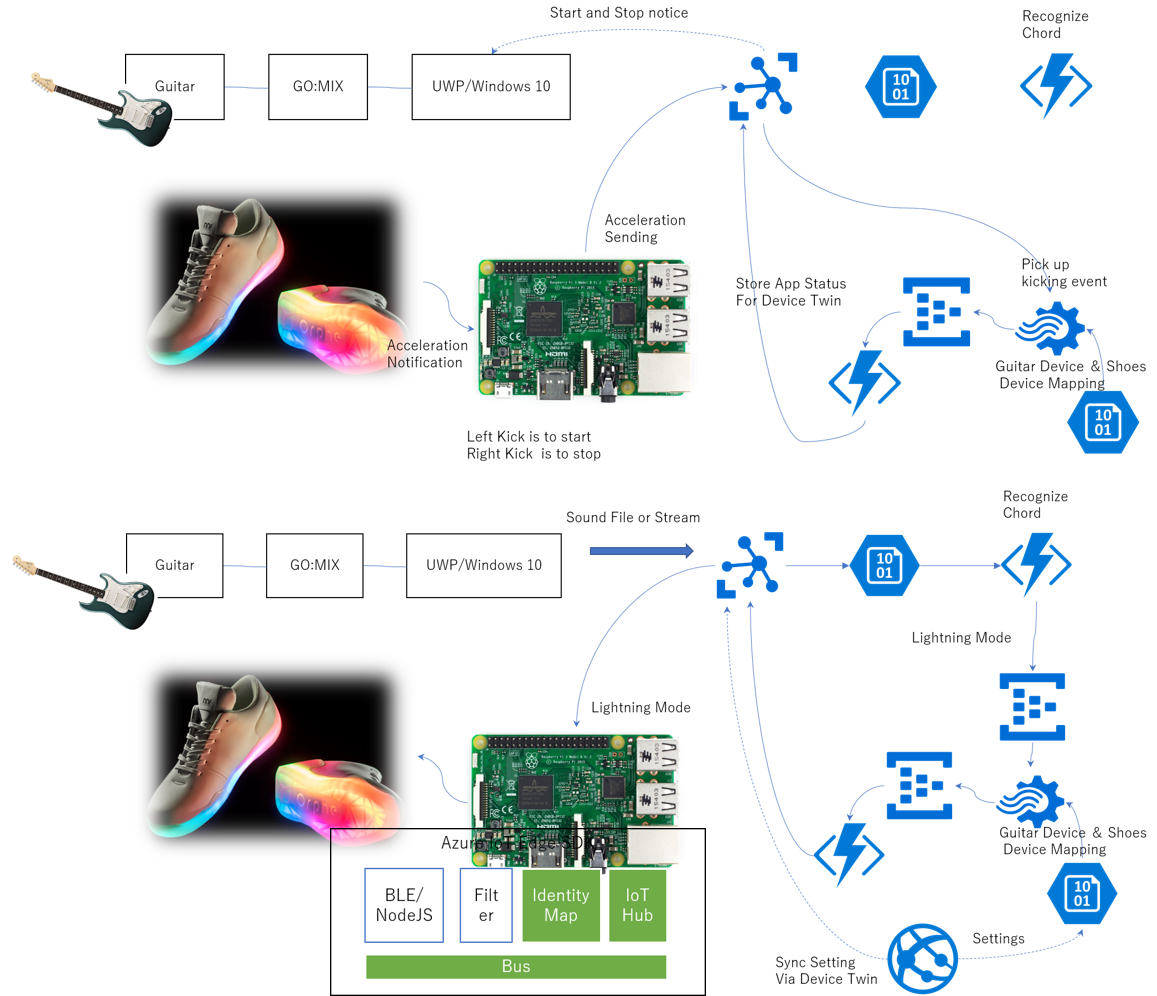 Start and Stop notice
Recognize
Chord
Guitar
GO:MIX
UWP/Windows 10
10
01
Acceleration
Sending
Pick up
kicking event
Store App Status
For Device Twin
Acceleration
Notification
HDMI
Guitar Device & Shoes
Device Mapping
10
01
Left Kick is to start
Right Kick is to stop
Recognize
Chord
Sound File or Stream
Guitar
GO:MIX
UWP/Windows 10
10
01
Lightning Mode
Lightning Mode
Guitar Device & Shoes
Device Mapping
Azure IoT Edge SDK
BLE/
NodeJS
Filt
er
Identity
Map
IoT
Hub
Bus
10
01
Settings
Sync Setting
Via Device Twin